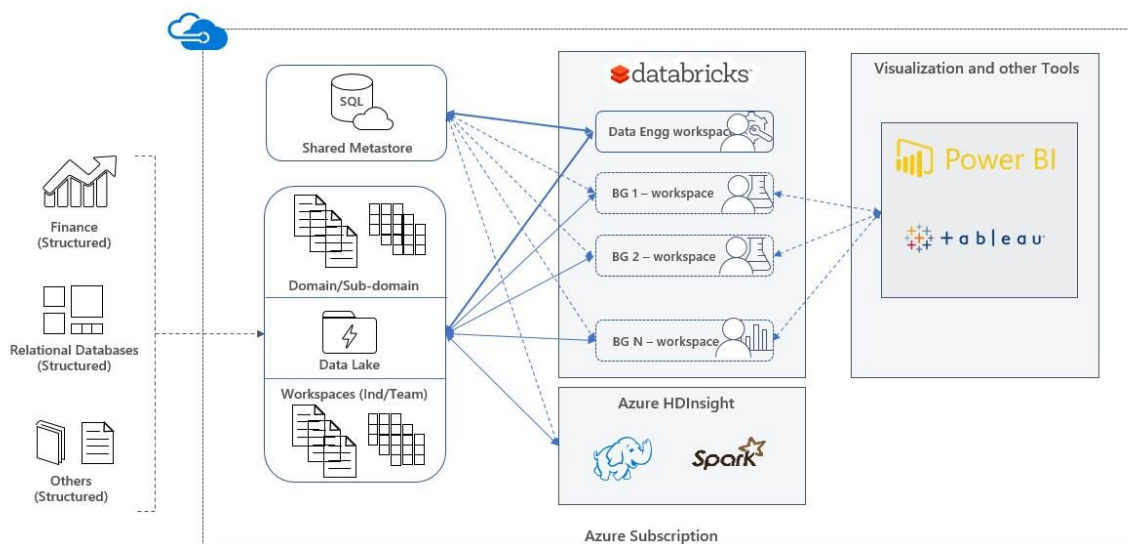 SQL
Shared Metastore
Finance
(Structured)
Relational Databases
(Structured)
Others
(Structured)
Domain/Sub-domain
Data Lake
Workspaces (Ind/Team)
databricks
Data Engg workspace
BG 1 – workspace
BG 2 – workspace
BG N – workspace
Azure HDInsight
Spark
Visualization and other Tools
Power BI
+ableau
Azure Subscription